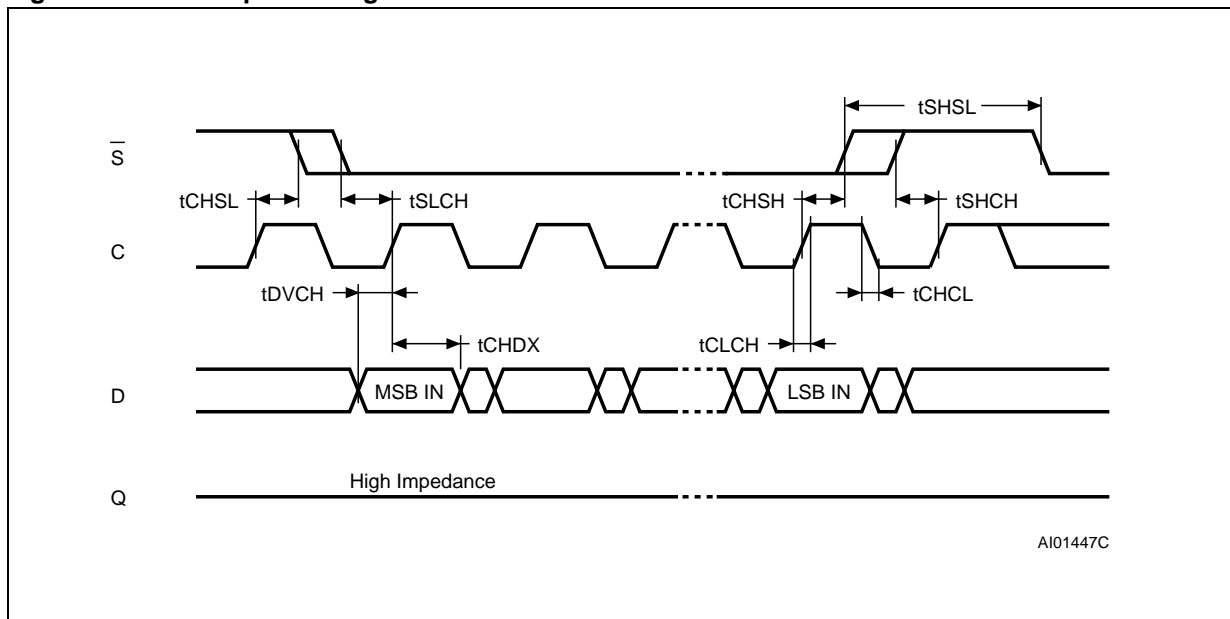 tSHSL
S̅
tCHSL
tSLCH
tCHSH
tSHCH
C
tDVCH
tCHCL
tCHDX
tCLCH
D
MSB IN
LSB IN
High Impedance
Q
AI01447C